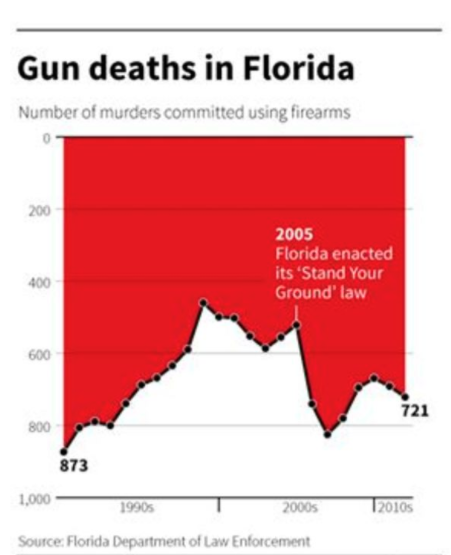 Gun deaths in Florida
Number of murders committed using firearms
0
200
2005
Florida enacted
its ‘Stand Your
Ground’ law
400
600
800
721
873
1,000
1990s
2000s
2010s
Source: Florida Department of Law Enforcement